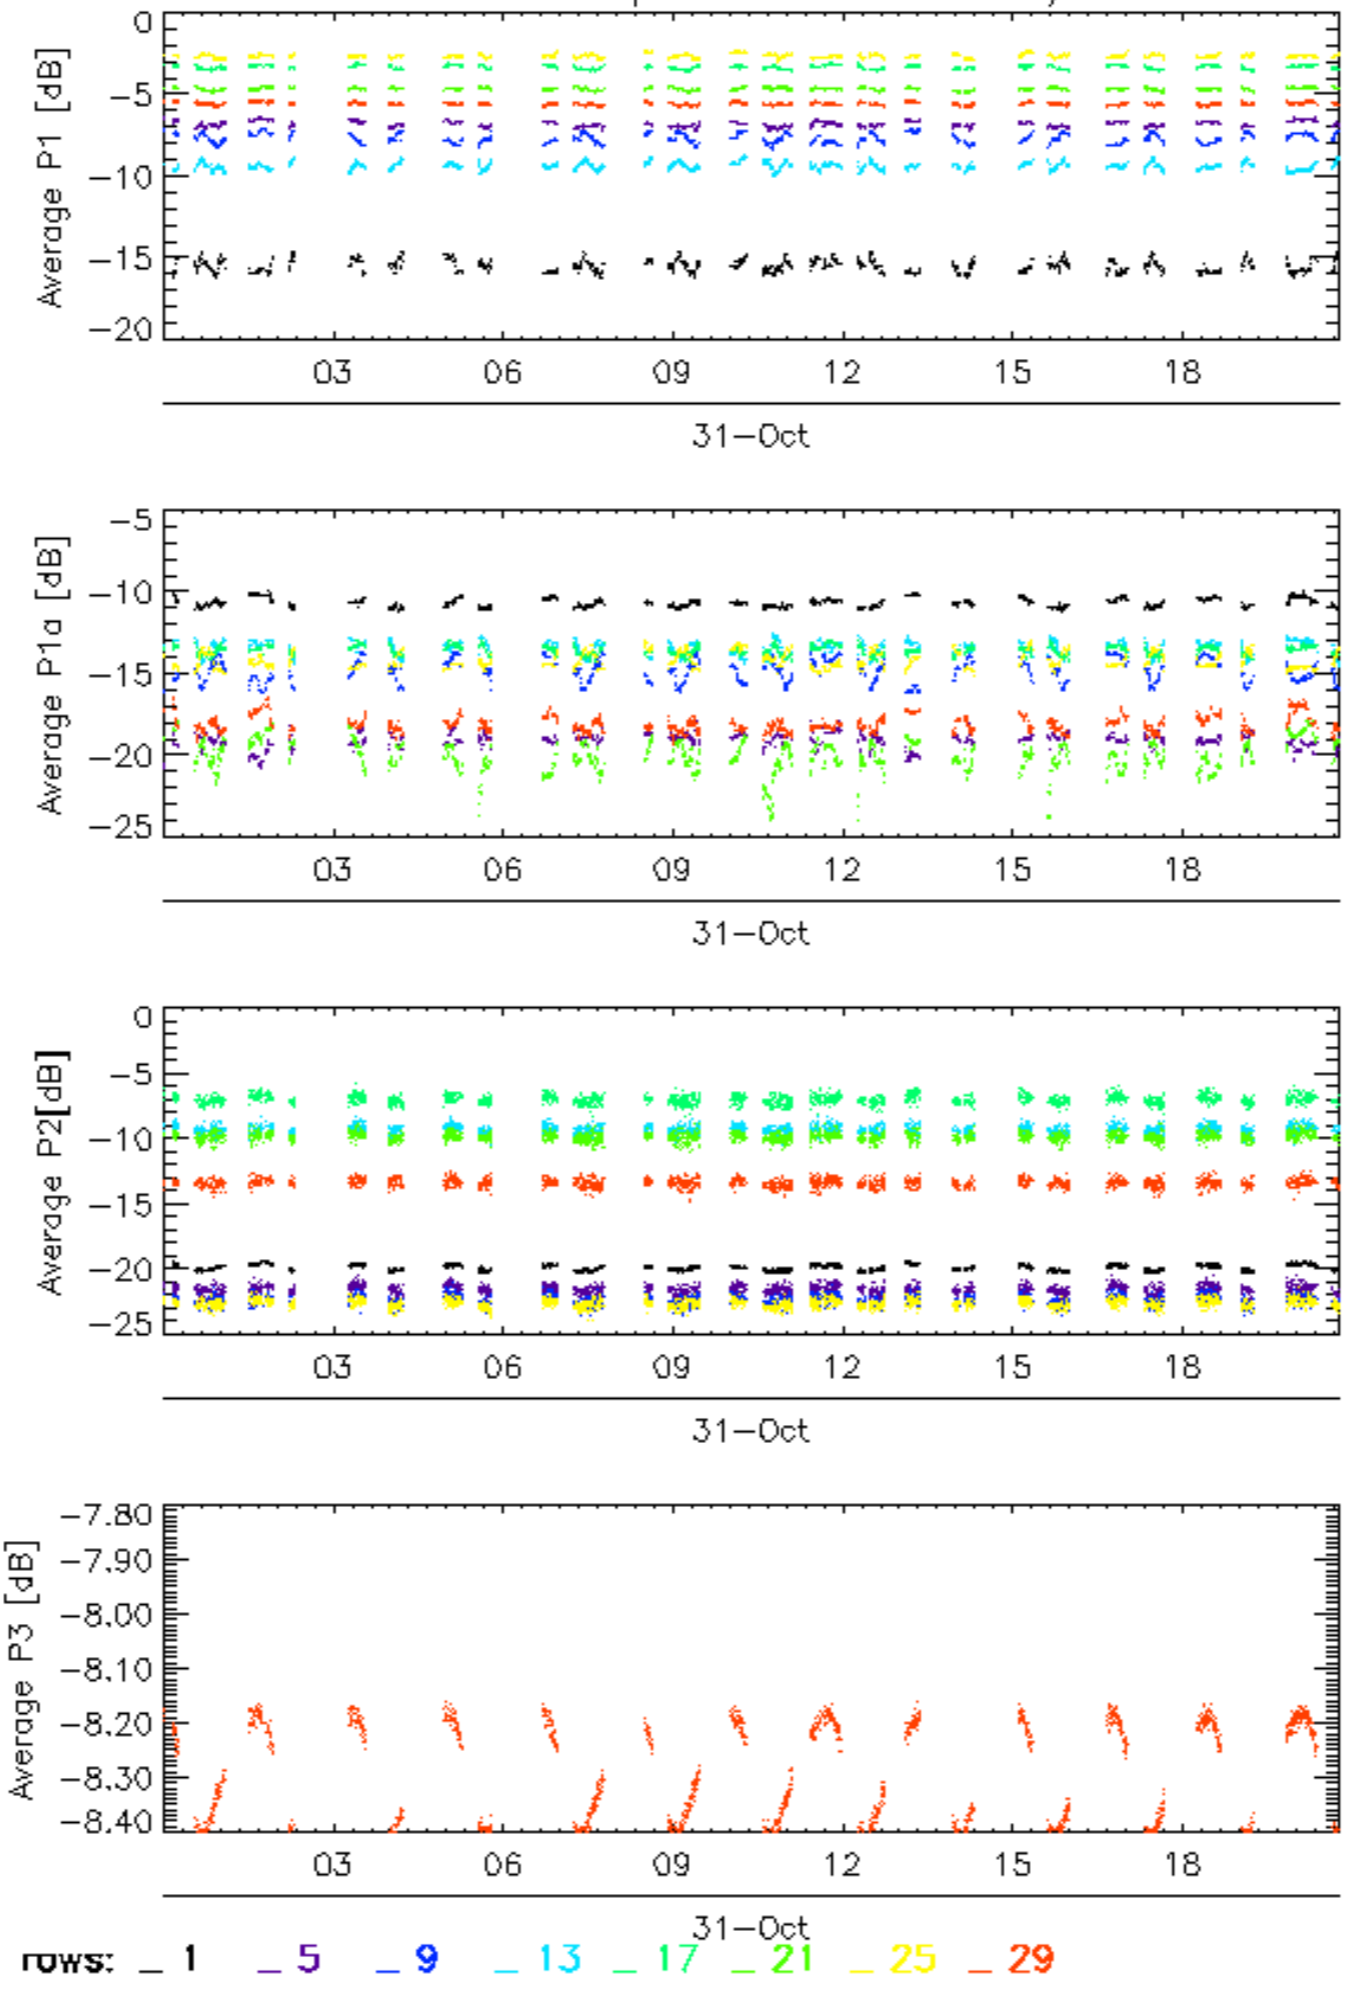 0
−5
−10
−15
−20
Average P1 [dB]
03 06 09 12 15 18
31−Oct
−5
−10
−15
−20
−25
Average P1a [dB]
03 06 09 12 15 18
31−Oct
0
−5
−10
−15
−20
−25
Average P2[dB]
03 06 09 12 15 18
31−Oct
−7.80
−7.90
−8.00
−8.10
−8.20
−8.30
−8.40
Average P3 [dB]
03 06 09 12 15 18
31−Oct
rows: _ 1 _ 5 _ 9 _ 13 _ 17 _ 21 _ 25 _ 29